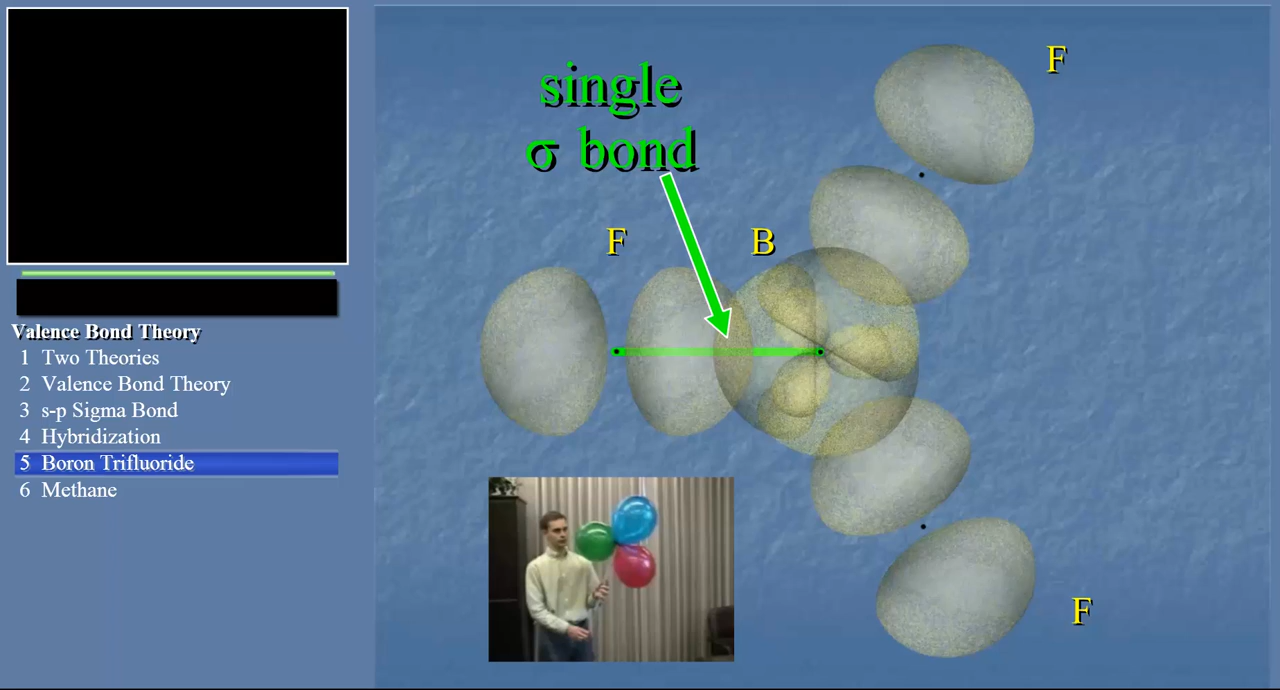 single
σ bond
F
F
B
F
Valence Bond Theory
1 Two Theories
2 Valence Bond Theory
3 s-p Sigma Bond
4 Hybridization
5 Boron Trifluoride
6 Methane